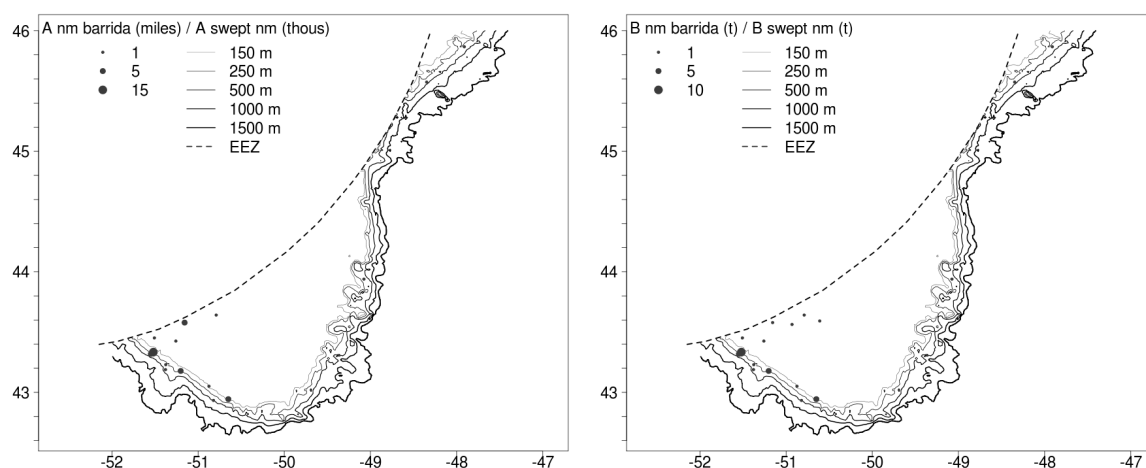 A nm barrida (miles) / A swept nm (thous)
1 150 m
5 250 m
15 500 m
1000 m
1500 m
EEZ
46
45
44
43
-52 -51 -50 -49 -48 -47
B nm barrida (t) / B swept nm (t)
1 150 m
5 250 m
10 500 m
1000 m
1500 m
EEZ
46
45
44
43
-52 -51 -50 -49 -48 -47